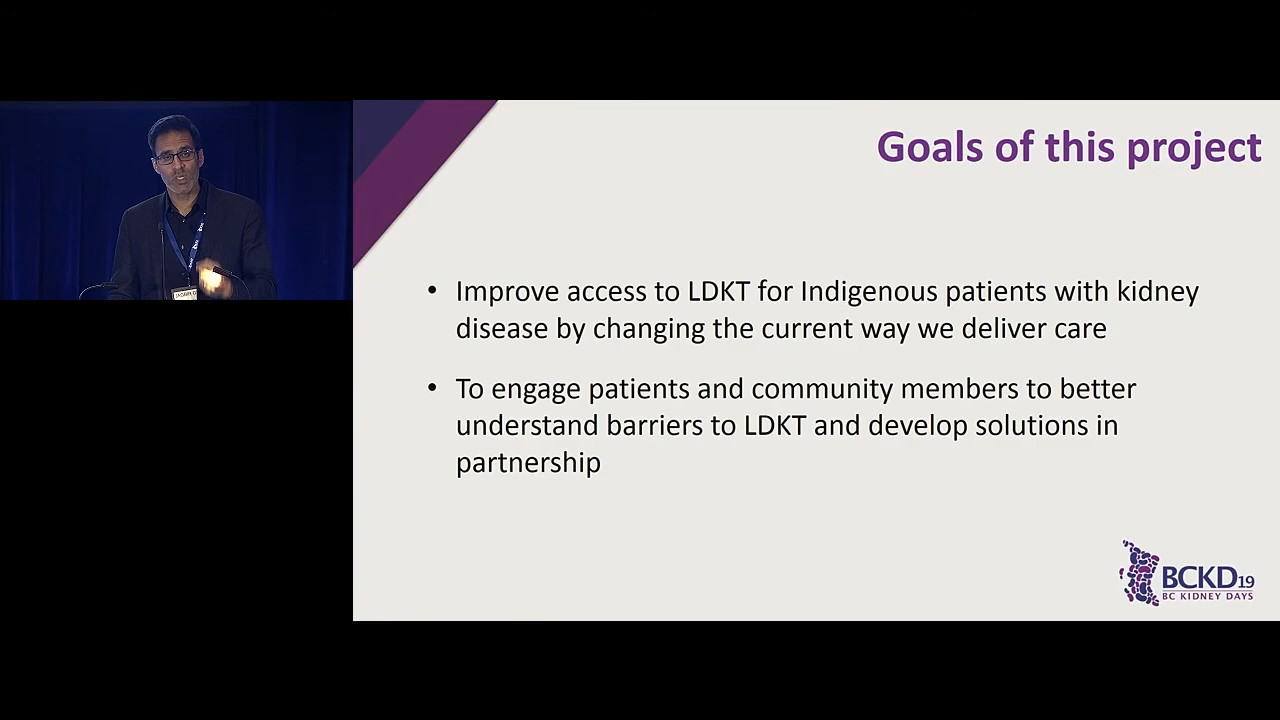 Goals of this project
• Improve access to LDKT for Indigenous patients with kidney
disease by changing the current way we deliver care
• To engage patients and community members to better
understand barriers to LDKT and develop solutions in
partnership
BCKD19
BC KIDNEY DAYS